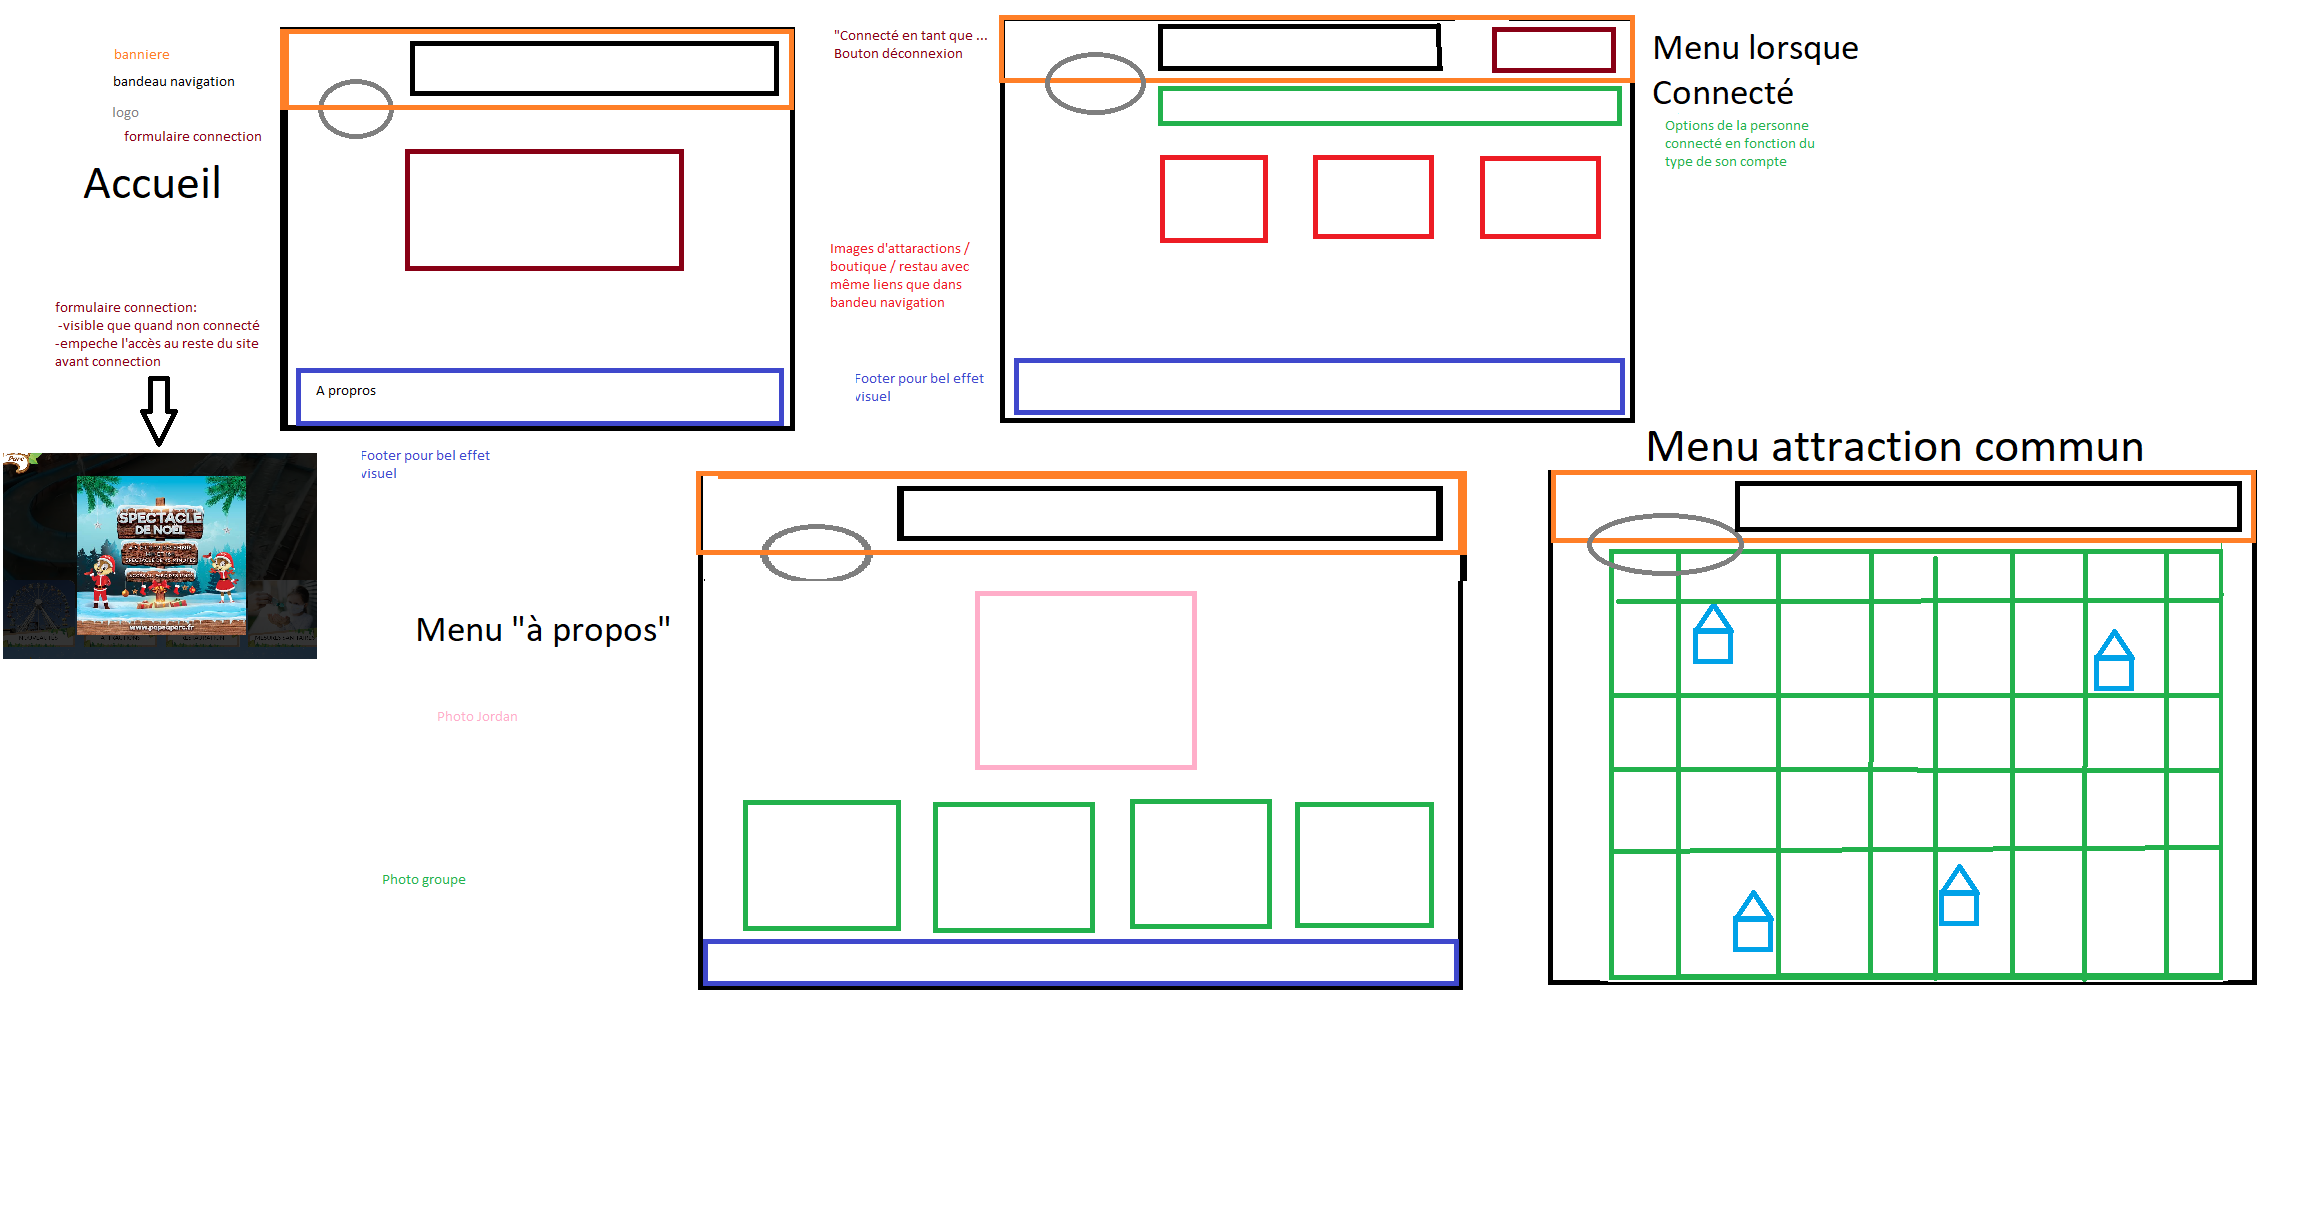 banniere
bandeau navigation
logo
formulaire connection
Accueil
formulaire connection:
-visible que quand non connecté
-empeche l'accès au reste du site
avant connection
A propros
Footer pour bel effet
visuel
Parc
SPECTACLE
DE NOËL
www.papeaparc.fr
"Connecté en tant que ...
Bouton déconnexion
Menu lorsque
Connecté
Options de la personne
connecté en fonction du
type de son compte
Images d'attaractions /
boutique / restau avec
même liens que dans
bandeu navigation
Footer pour bel effet
visuel
Menu "à propos"
Photo Jordan
Photo groupe
Menu attraction commun